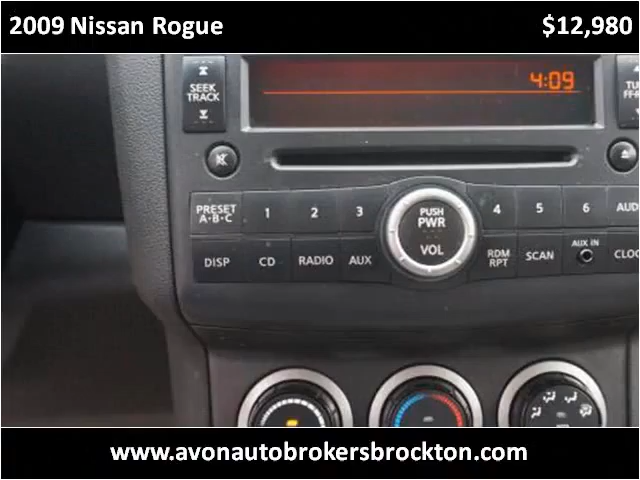 2009 Nissan Rogue $12,980
SEEK
TRACK
4:09
PRESET
A·B·C
1
2
3
PUSH
PWR
VOL
4
5
6
DISP
CD
RADIO
AUX
RDM
RPT
SCAN
AUX IN
www.avonautobrokersbrockton.com